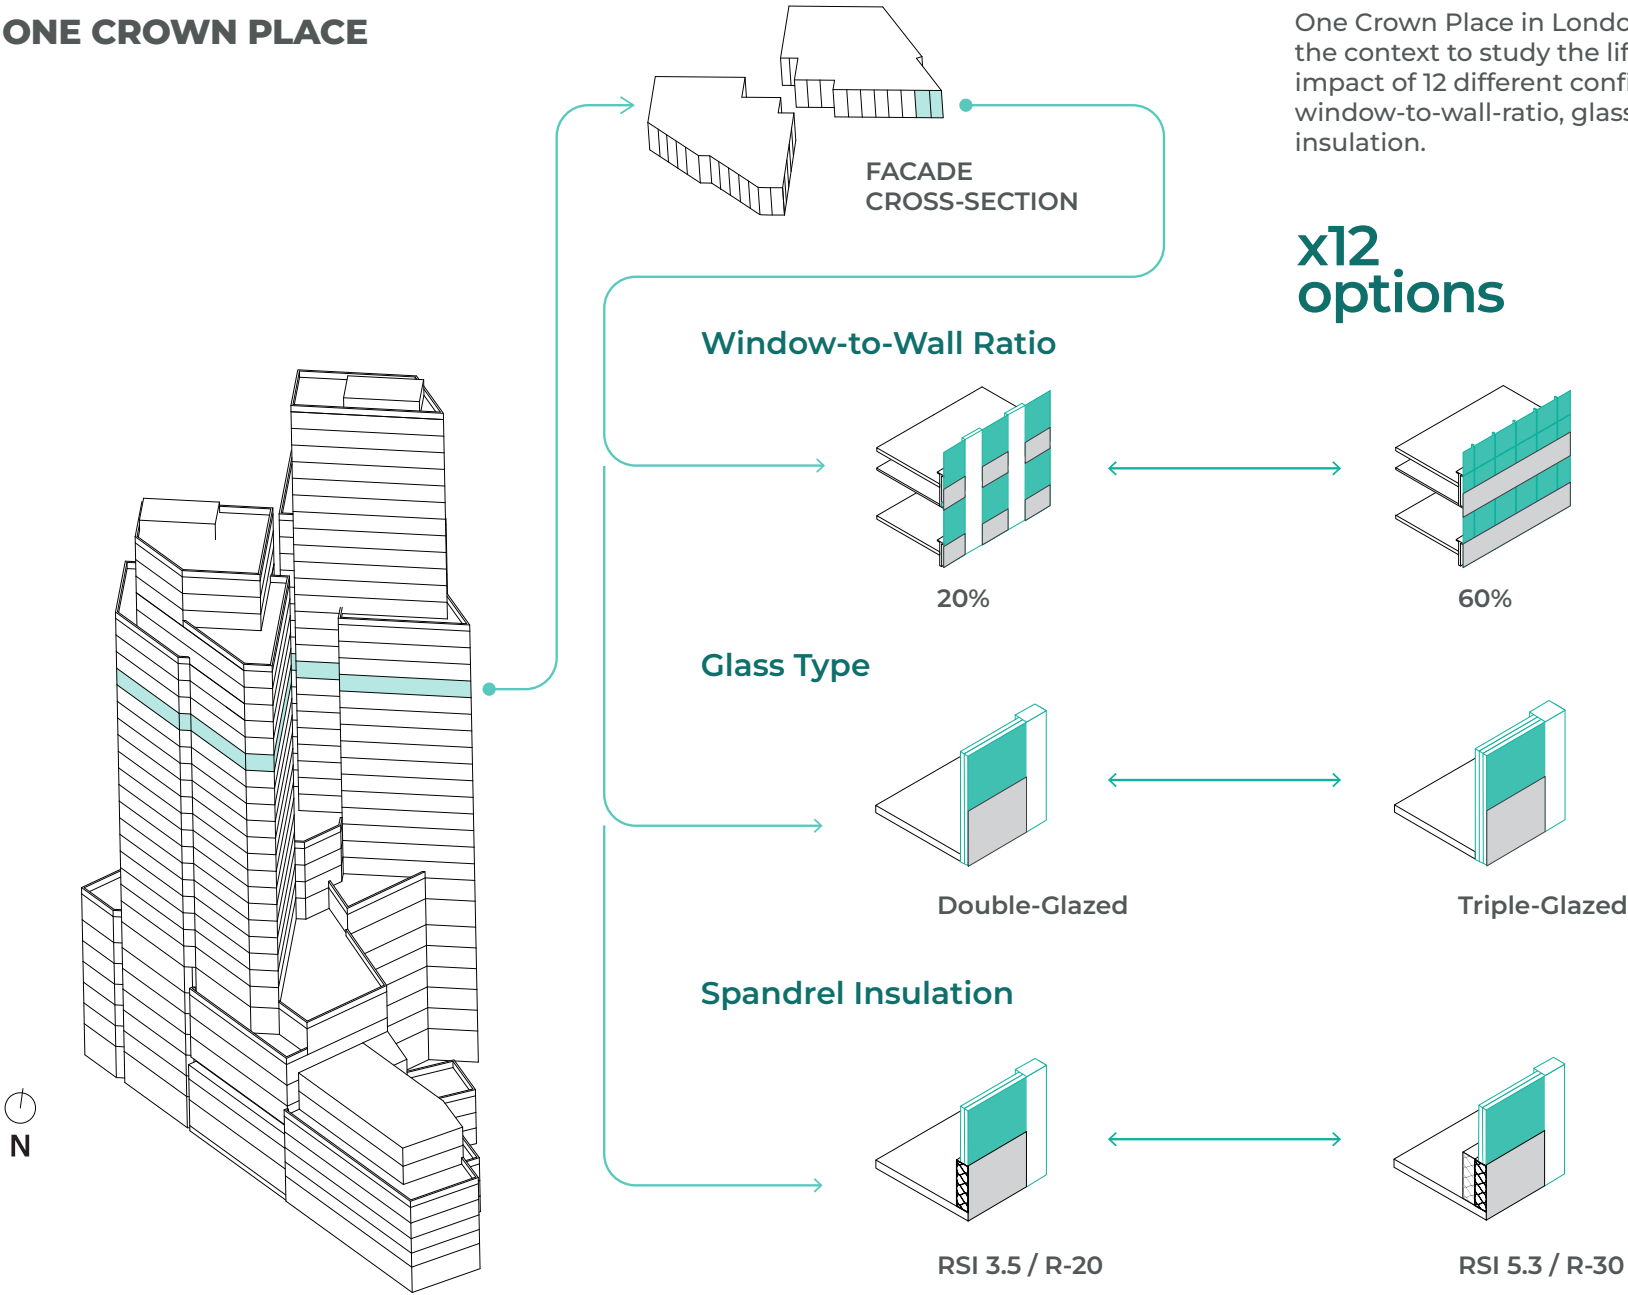 ONE CROWN PLACE
One Crown Place in Londo
the context to study the lif
impact of 12 different confi
window-to-wall-ratio, glass
insulation.
FACADE
CROSS-SECTION
x12
options
Window-to-Wall Ratio
20%
60%
Glass Type
Double-Glazed
Triple-Glazed
Spandrel Insulation
RSI 3.5 / R-20
RSI 5.3 / R-30
N